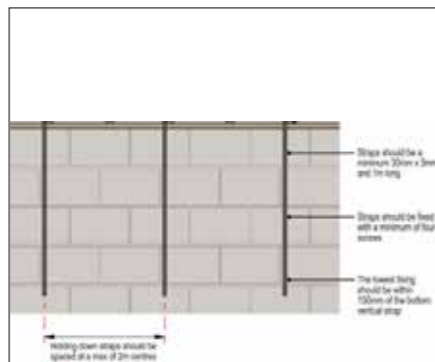 Straps should be a
minimum 30mm x 5mm
and 1m long
Straps should be fixed
with a minimum of four
screws
The lowest fixing
should be within
150mm of the bottom
vertical strap
Holding down straps should be
spaced at a max of 2m centres